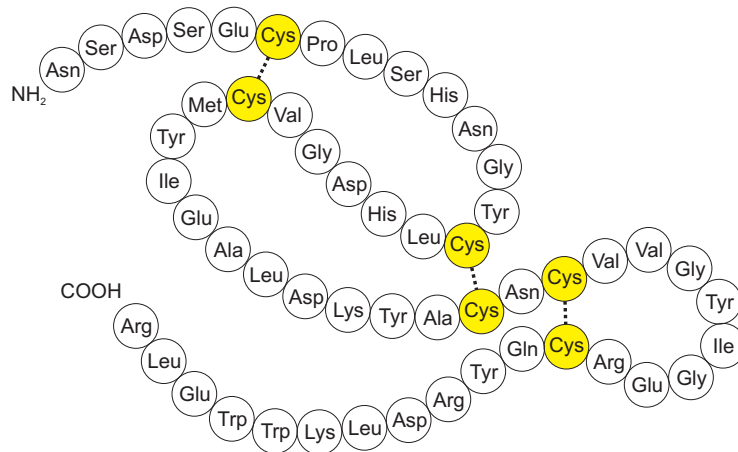 NH₂
Asn
Ser
Asp
Ser
Glu
Cys
Pro
Leu
Ser
His
Asn
Gly
Tyr
Cys
Leu
His
Asp
Gly
Val
Cys
Met
Tyr
Ile
Glu
Ala
Leu
Asp
Lys
Tyr
Ala
Cys
Asn
Cys
Val
Val
Gly
Tyr
Ile
Gly
Glu
Arg
Cys
Gln
Tyr
Arg
Asp
Leu
Lys
Trp
Trp
Glu
Leu
Arg
COOH